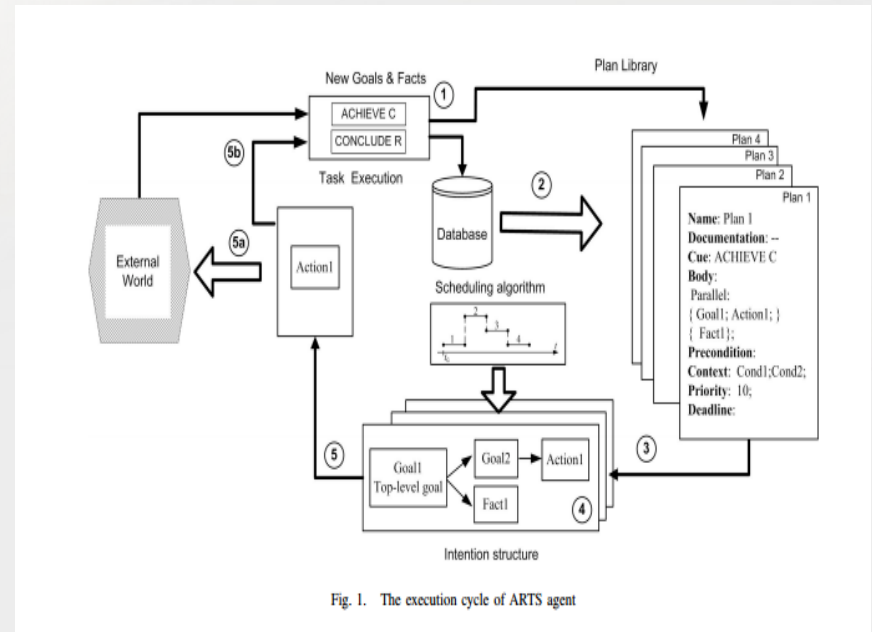 Plan Library
New Goals & Facts
1
ACHIEVE C
CONCLUDE R
5b
Task Execution
2
Database
Plan 4
Plan 3
Plan 2
Plan 1
Name: Plan 1
Documentation: --
Cue: ACHIEVE C
Body:
Parallel:
{ Goal1; Action1; }
{ Fact1};
Precondition:
Context: Cond1;Cond2;
Priority: 10;
Deadline:
External
World
5a
Action1
Scheduling algorithm
1
2
3
4
t₀
t
5
Goal1
Top-level goal
Goal2
Action1
Fact1
4
3
Intention structure
Fig. 1. The execution cycle of ARTS agent